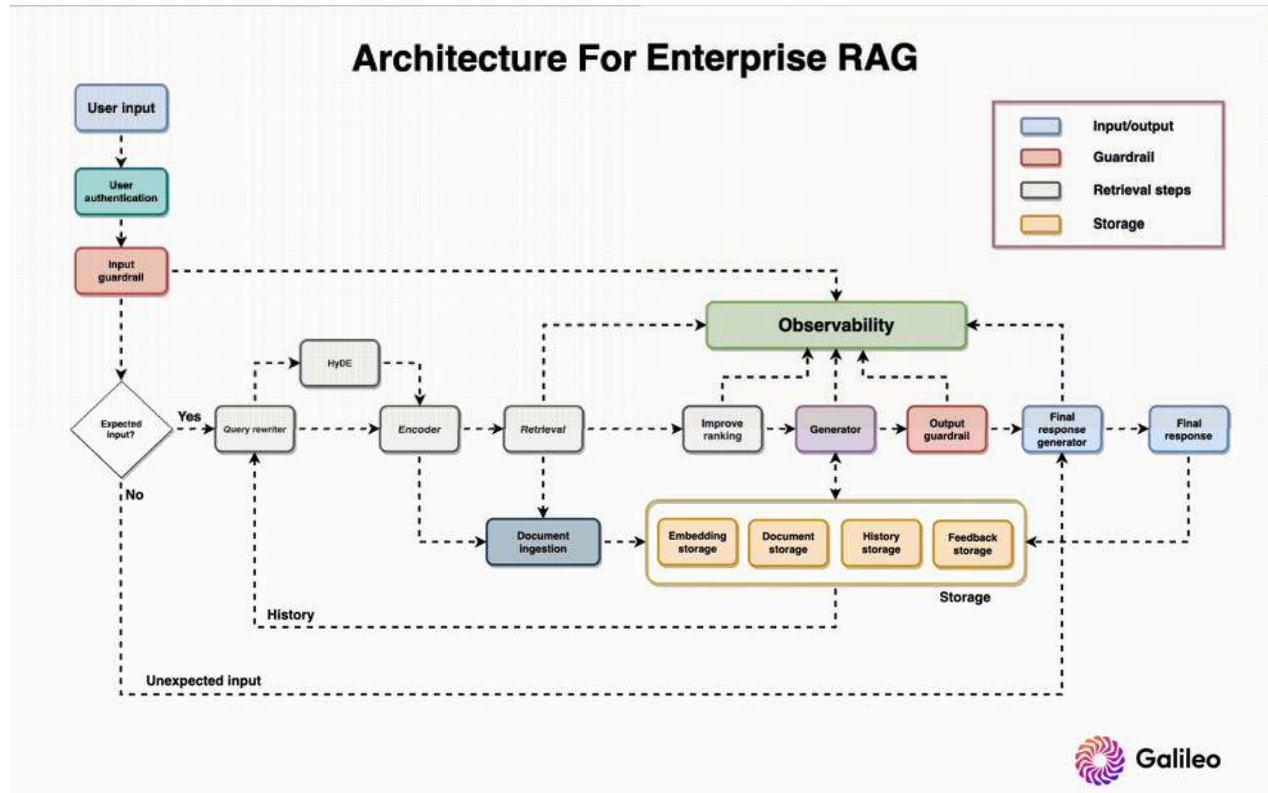 Architecture For Enterprise RAG
User input
Input/output
Guardrail
Retrieval steps
Storage
User
authentication
Input
guardrail
Observability
HyDE
Expected
input?
Yes
Query rewriter
Encoder
Retrieval
Improve
ranking
Generator
Output
guardrail
Final
response
generator
Final
response
No
Document
ingestion
Embedding
storage
Document
storage
History
storage
Feedback
storage
Storage
History
Unexpected input
Galileo